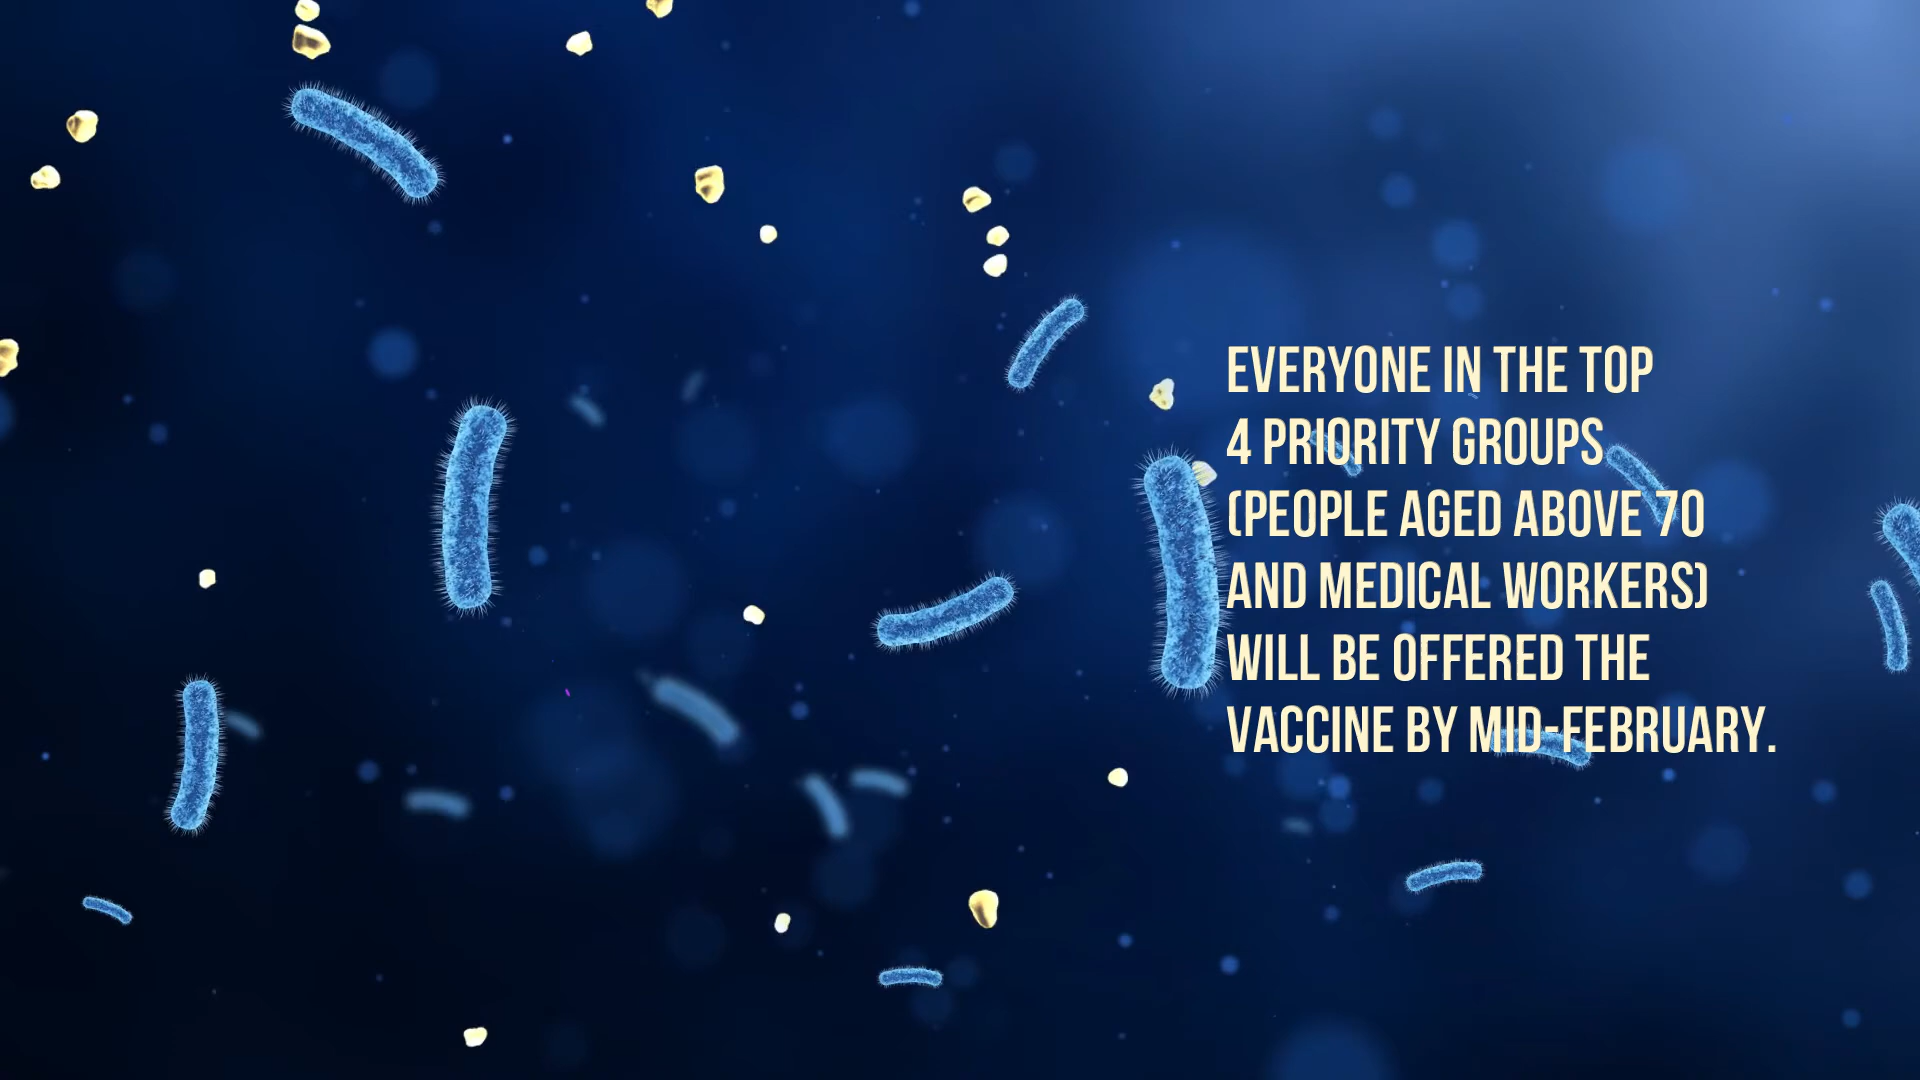 EVERYONE IN THE TOP
4 PRIORITY GROUPS
(PEOPLE AGED ABOVE 70
AND MEDICAL WORKERS)
WILL BE OFFERED THE
VACCINE BY MID-FEBRUARY.